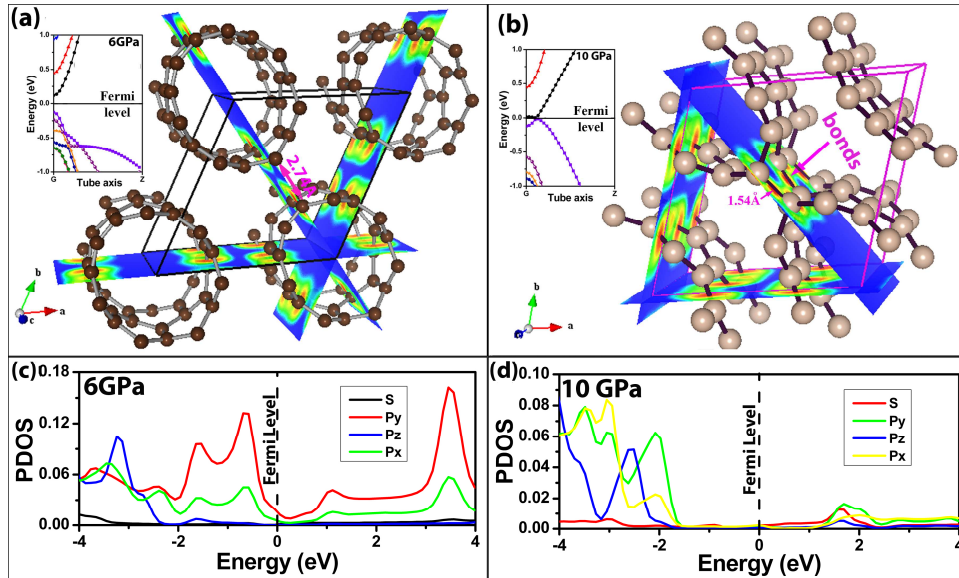 (a)
6GPa
1.0
0.5
0.0
-0.5
-1.0
Energy (eV)
Fermi
level
G
Tube axis
Z
b
a
c
(b)
10 GPa
1.0
0.5
0.0
-0.5
-1.0
Energy (eV)
Fermi
level
G
Tube axis
Z
bonds
1.54Å
b
a
(c)
6GPa
0.18
0.12
0.06
0.00
PDOS
Fermi Level
S
Py
Pz
Px
-4
-2
0
2
4
Energy (eV)
(d)
10 GPa
0.10
0.08
0.06
0.04
0.02
0.00
PDOS
Fermi Level
S
Py
Pz
Px
-4
-2
0
2
4
Energy (eV)